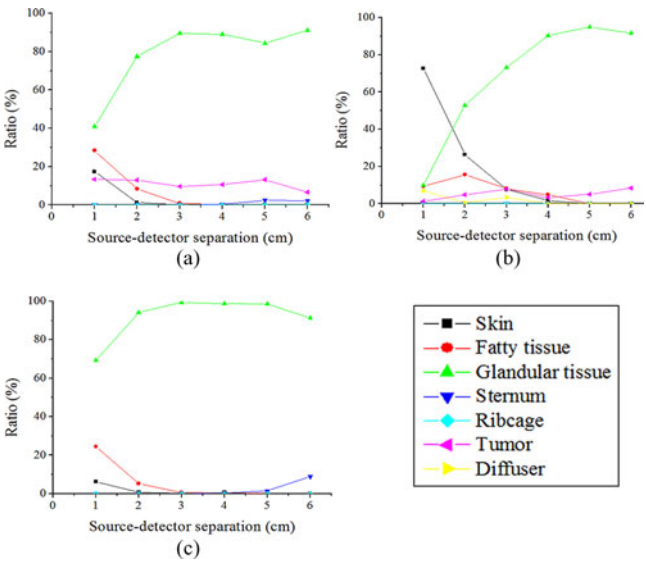 100
80
60
40
20
0
Ratio (%)
0 1 2 3 4 5 6
Source-detector separation (cm)
(a)
100
80
60
40
20
0
Ratio (%)
0 1 2 3 4 5 6
Source-detector separation (cm)
(b)
100
80
60
40
20
0
Ratio (%)
0 1 2 3 4 5 6
Source-detector separation (cm)
(c)
Skin
Fatty tissue
Glandular tissue
Sternum
Ribcage
Tumor
Diffuser